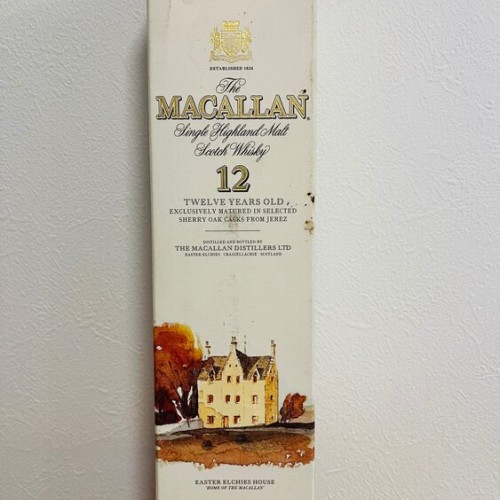 ESTABLISHED 1824
The
MACALLAN
Single Highland Malt
Scotch Whisky
12
TWELVE YEARS OLD
EXCLUSIVELY MATURED IN SELECTED
SHERRY OAK CASKS FROM JEREZ
DISTILLED AND BOTTLED BY
THE MACALLAN DISTILLERS LTD
EASTER ELCHIES · CRAIGELLACHIE · SCOTLAND
EASTER ELCHIES HOUSE
'HOME OF THE MACALLAN'